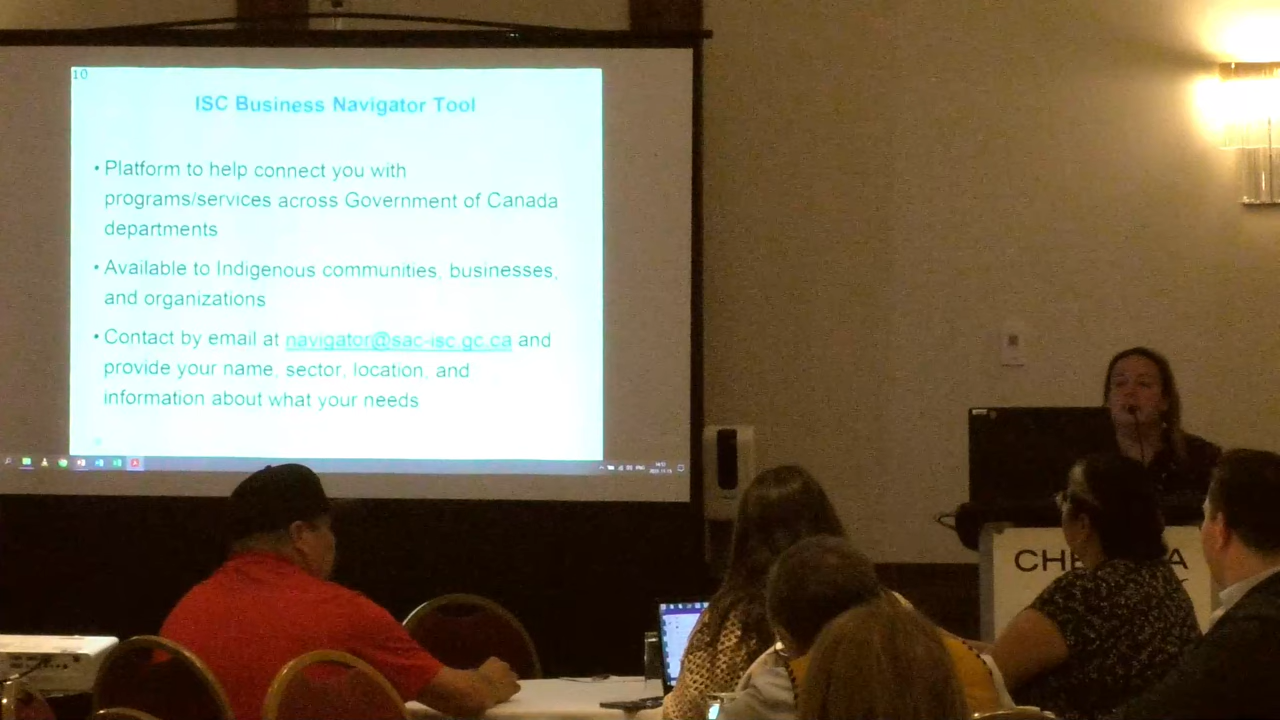 10
ISC Business Navigator Tool
• Platform to help connect you with
programs/services across Government of Canada
departments
• Available to Indigenous communities, businesses,
and organizations
• Contact by email at navigator@sac-isc.gc.ca and
provide your name, sector, location, and
information about what your needs